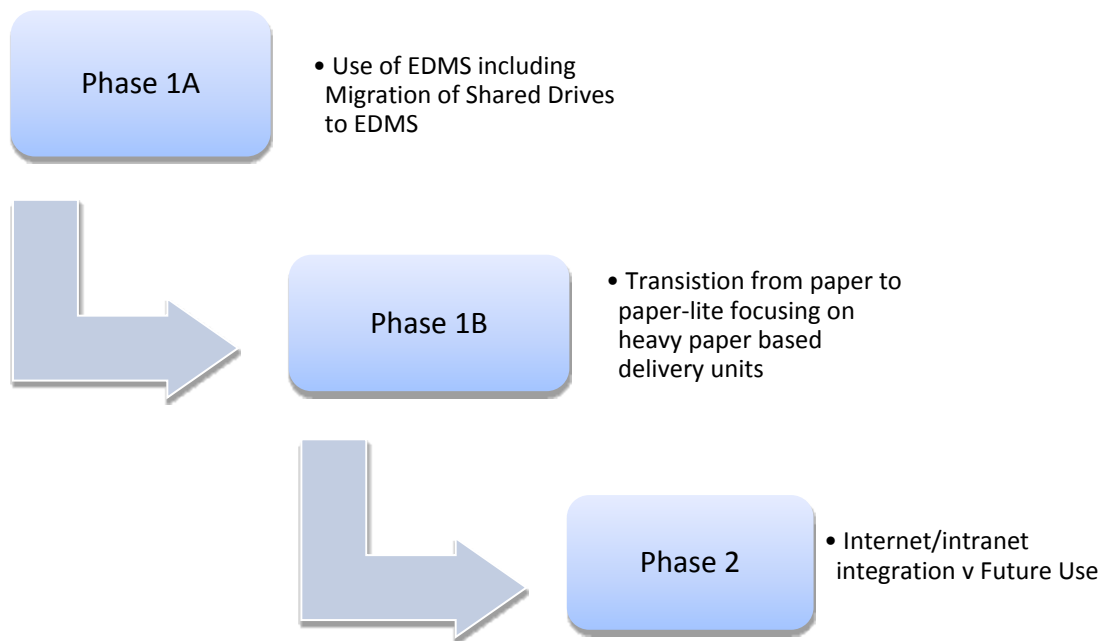 Phase 1A
• Use of EDMS including
Migration of Shared Drives
to EDMS
Phase 1B
• Transistion from paper to
paper-lite focusing on
heavy paper based
delivery units
Phase 2
• Internet/intranet
integration v Future Use